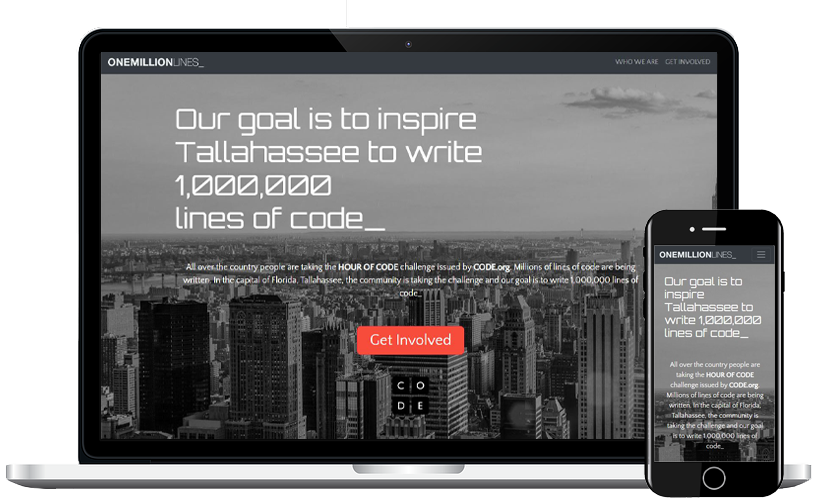 ONEMILLIONLINES_
WHO WE ARE GET INVOLVED
Our goal is to inspire
Tallahassee to write
1,000,000
lines of code_
All over the country people are taking the HOUR OF CODE challenge issued by CODE.org. Millions of lines of code are being
written. In the capital of Florida, Tallahassee, the community is taking the challenge and our goal is to write 1,000,000 lines of
code_
Get Involved
C O
D E
ONEMILLIONLINES_
Our goal is to
inspire
Tallahassee to
write 1,000,000
lines of code_
All over the country people are
taking the HOUR OF CODE
challenge issued by CODE.org.
Millions of lines of code are being
written. In the capital of Florida,
Tallahassee, the community is
taking the challenge and our goal
is to write 1,000,000 lines of
code_